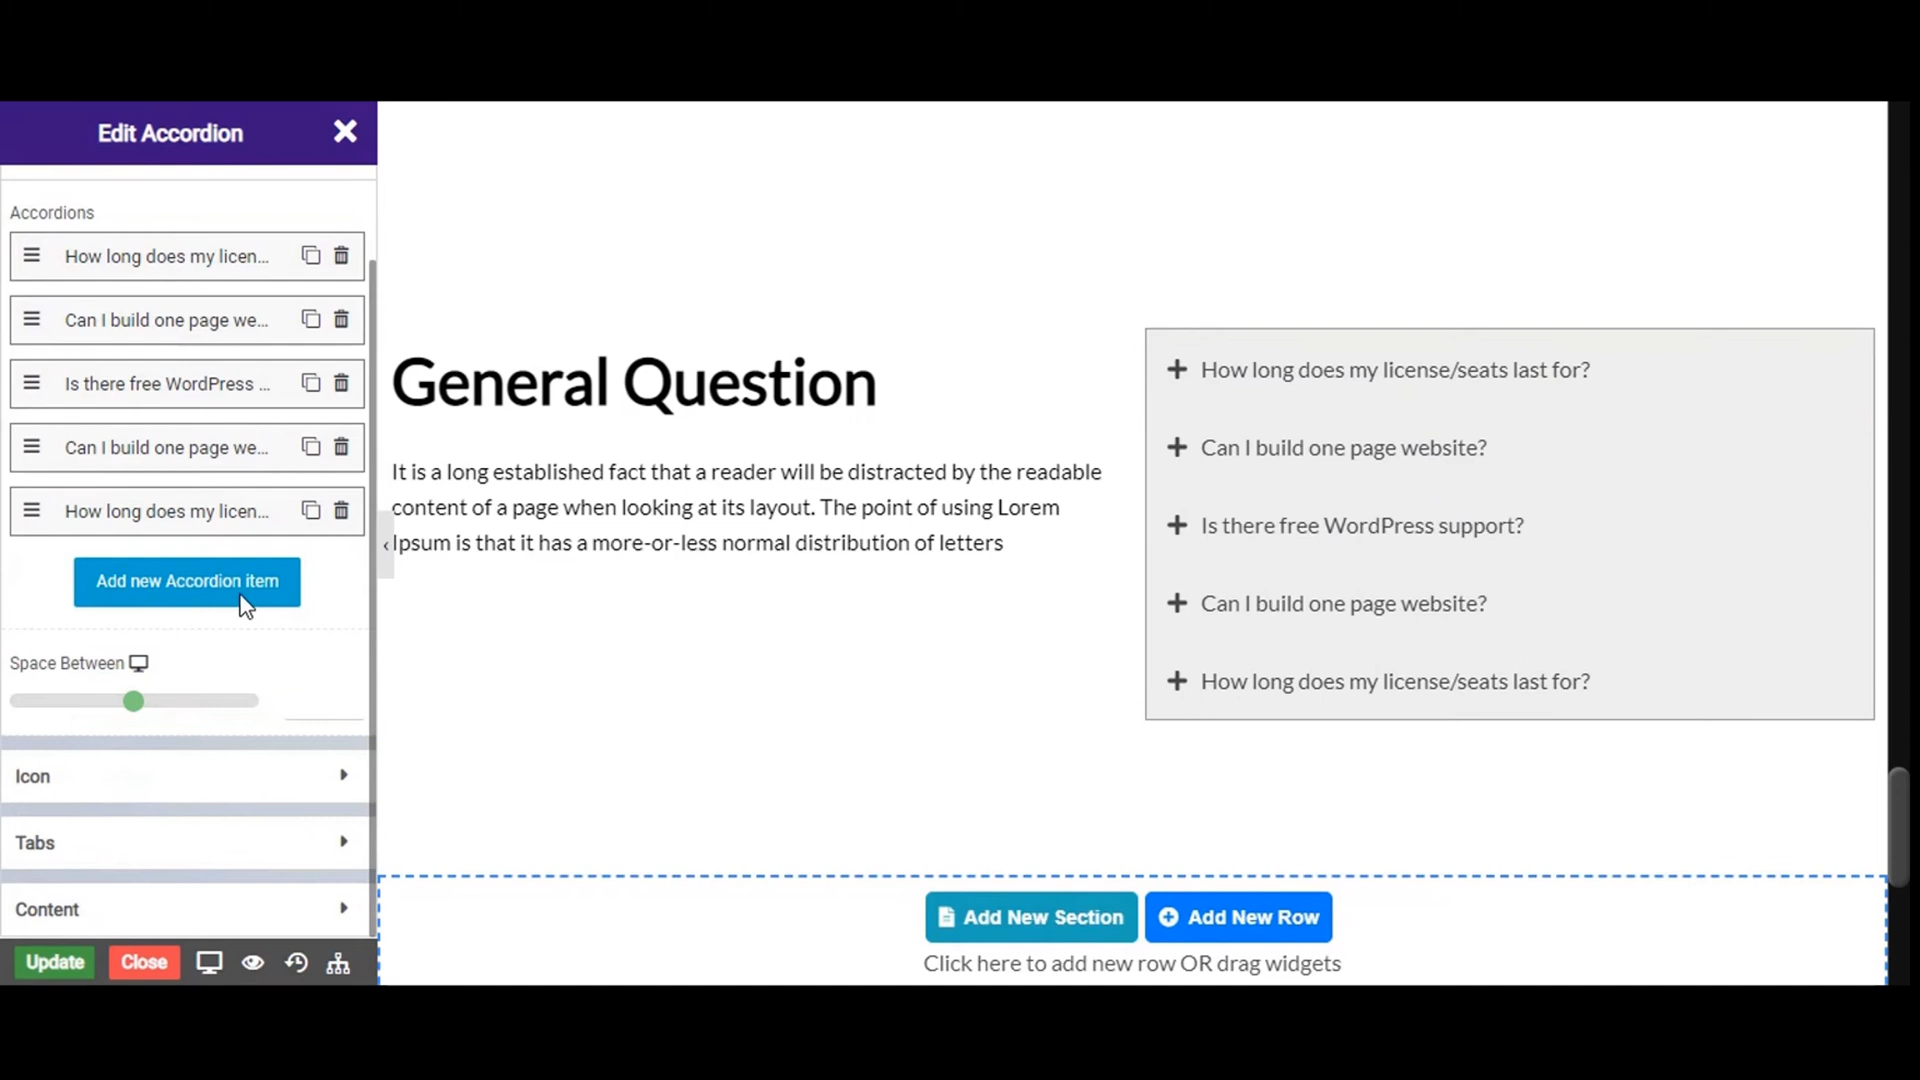 Edit Accordion
Accordions
How long does my licen...
Can I build one page we...
Is there free WordPress ...
Can I build one page we...
How long does my licen...
Add new Accordion item
Space Between
Icon
Tabs
Content
Update
Close
General Question
It is a long established fact that a reader will be distracted by the readable
content of a page when looking at its layout. The point of using Lorem
Ipsum is that it has a more-or-less normal distribution of letters
How long does my license/seats last for?
Can I build one page website?
Is there free WordPress support?
Can I build one page website?
How long does my license/seats last for?
Add New Section
Add New Row
Click here to add new row OR drag widgets